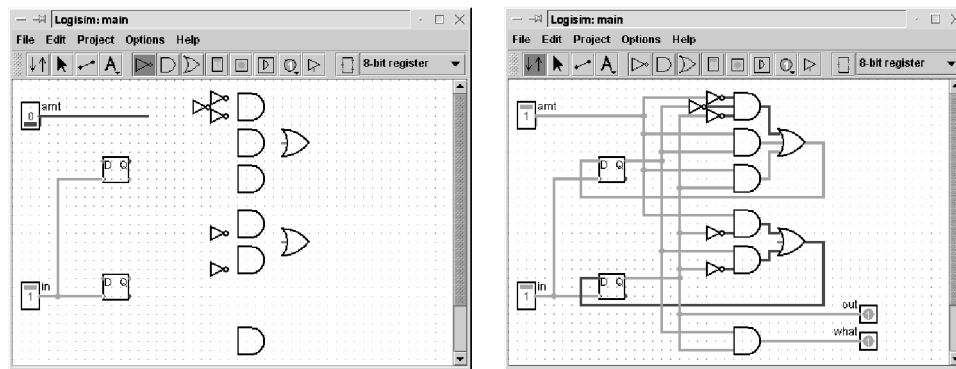 Logisim: main
File Edit Project Options Help
A 8-bit register
amt
0
D Q
in
1
D Q
Logisim: main
File Edit Project Options Help
A 8-bit register
amt
1
D Q
in
1
D Q
out
what